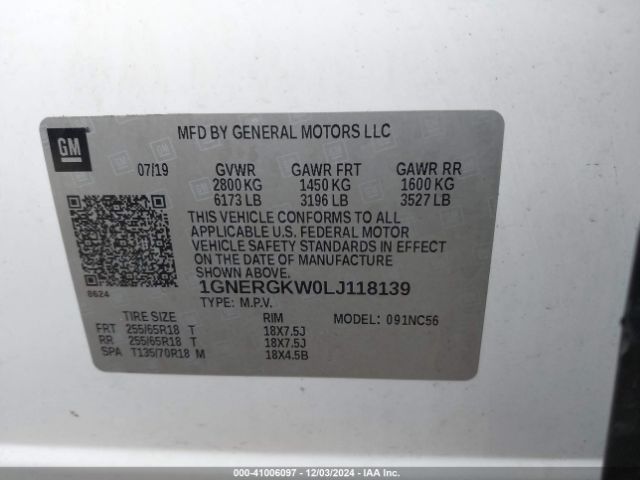 GM
MFD BY GENERAL MOTORS LLC
07/19 GVWR GAWR FRT GAWR RR
2800 KG 1450 KG 1600 KG
6173 LB 3196 LB 3527 LB
THIS VEHICLE CONFORMS TO ALL
APPLICABLE U.S. FEDERAL MOTOR
VEHICLE SAFETY STANDARDS IN EFFECT
ON THE DATE OF MANUFACTURE
SHOWN ABOVE.
8624
1GNERGKW0LJ118139
TYPE: M.P.V.
TIRE SIZE RIM MODEL: 091NC56
FRT 255/65R18 T 18X7.5J
RR 255/65R18 T 18X7.5J
SPA T135/70R18 M 18X4.5B
000-41006097 - 12/03/2024 - IAA Inc.